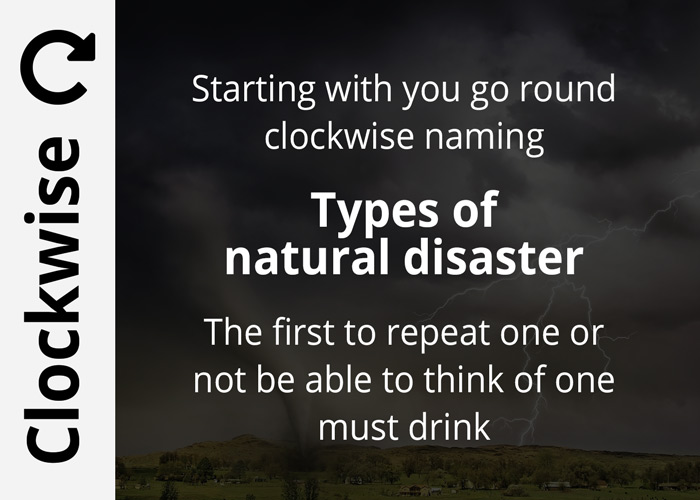 Clockwise
Starting with you go round
clockwise naming
Types of
natural disaster
The first to repeat one or
not be able to think of one
must drink